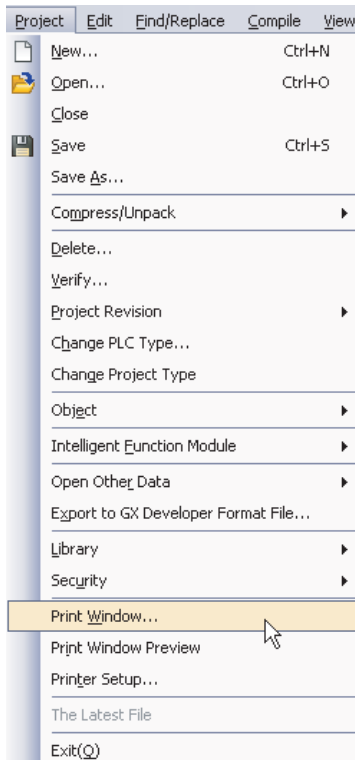 Project Edit Find/Replace Compile View
New... Ctrl+N
Open... Ctrl+O
Close
Save Ctrl+S
Save As...
Compress/Unpack
Delete...
Verify...
Project Revision
Change PLC Type...
Change Project Type
Object
Intelligent Function Module
Open Other Data
Export to GX Developer Format File...
Library
Security
Print Window...
Print Window Preview
Printer Setup...
The Latest File
Exit(Q)